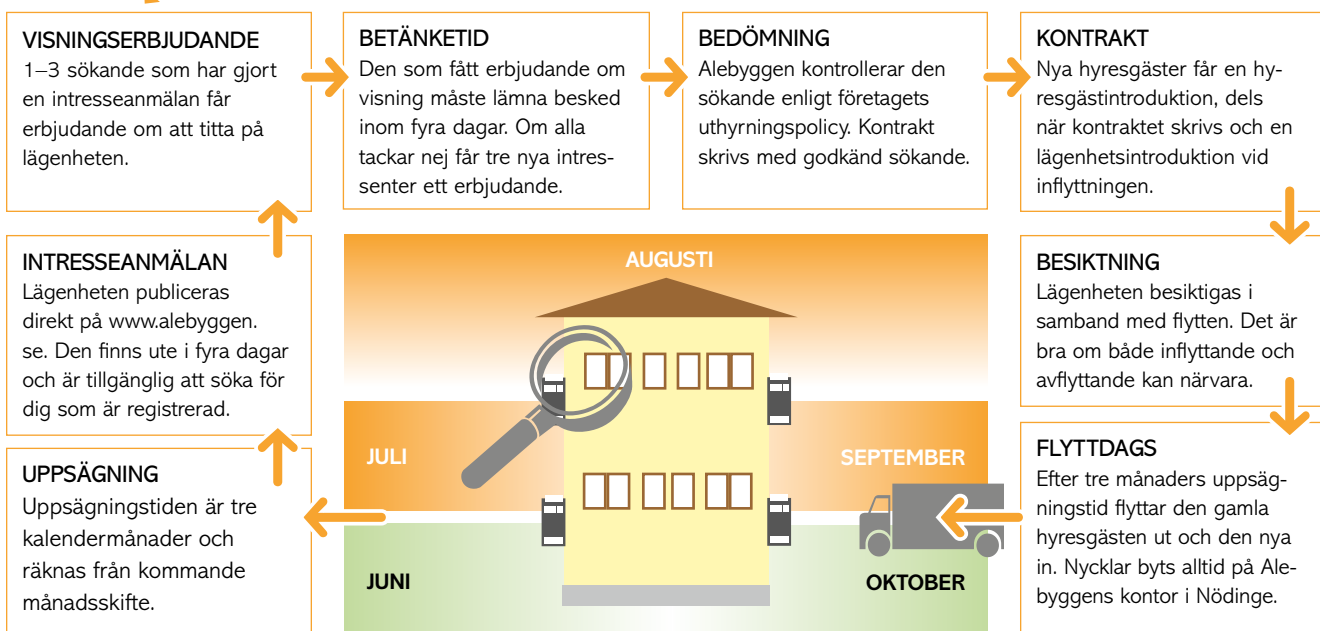 VISNINGSERBJUDANDE
1–3 sökande som har gjort
en intresseanmälan får
erbjudande om att titta på
lägenheten.
BETÄNKETID
Den som fått erbjudande om
visning måste lämna besked
inom fyra dagar. Om alla
tackar nej får tre nya intres-
senter ett erbjudande.
BEDÖMNING
Alebyggen kontrollerar den
sökande enligt företagets
uthyrningspolicy. Kontrakt
skrivs med godkänd sökande.
KONTRAKT
Nya hyresgäster får en hy-
resgästintroduktion, dels
när kontraktet skrivs och en
lägenhetsintroduktion vid
inflyttningen.
INTRESSEANMÄLAN
Lägenheten publiceras
direkt på www.alebyggen.
se. Den finns ute i fyra dagar
och är tillgänglig att söka för
dig som är registrerad.
AUGUSTI
BESIKTNING
Lägenheten besiktigas i
samband med flytten. Det är
bra om både inflyttande och
avflyttande kan närvara.
UPPSÄGNING
Uppsägningstiden är tre
kalendermånader och
räknas från kommande
månadsskifte.
JULI
SEPTEMBER
JUNI
OKTOBER
FLYTTDAGS
Efter tre månaders uppsäg-
ningstid flyttar den gamla
hyresgästen ut och den nya
in. Nycklar byts alltid på Ale-
byggens kontor i Nödinge.